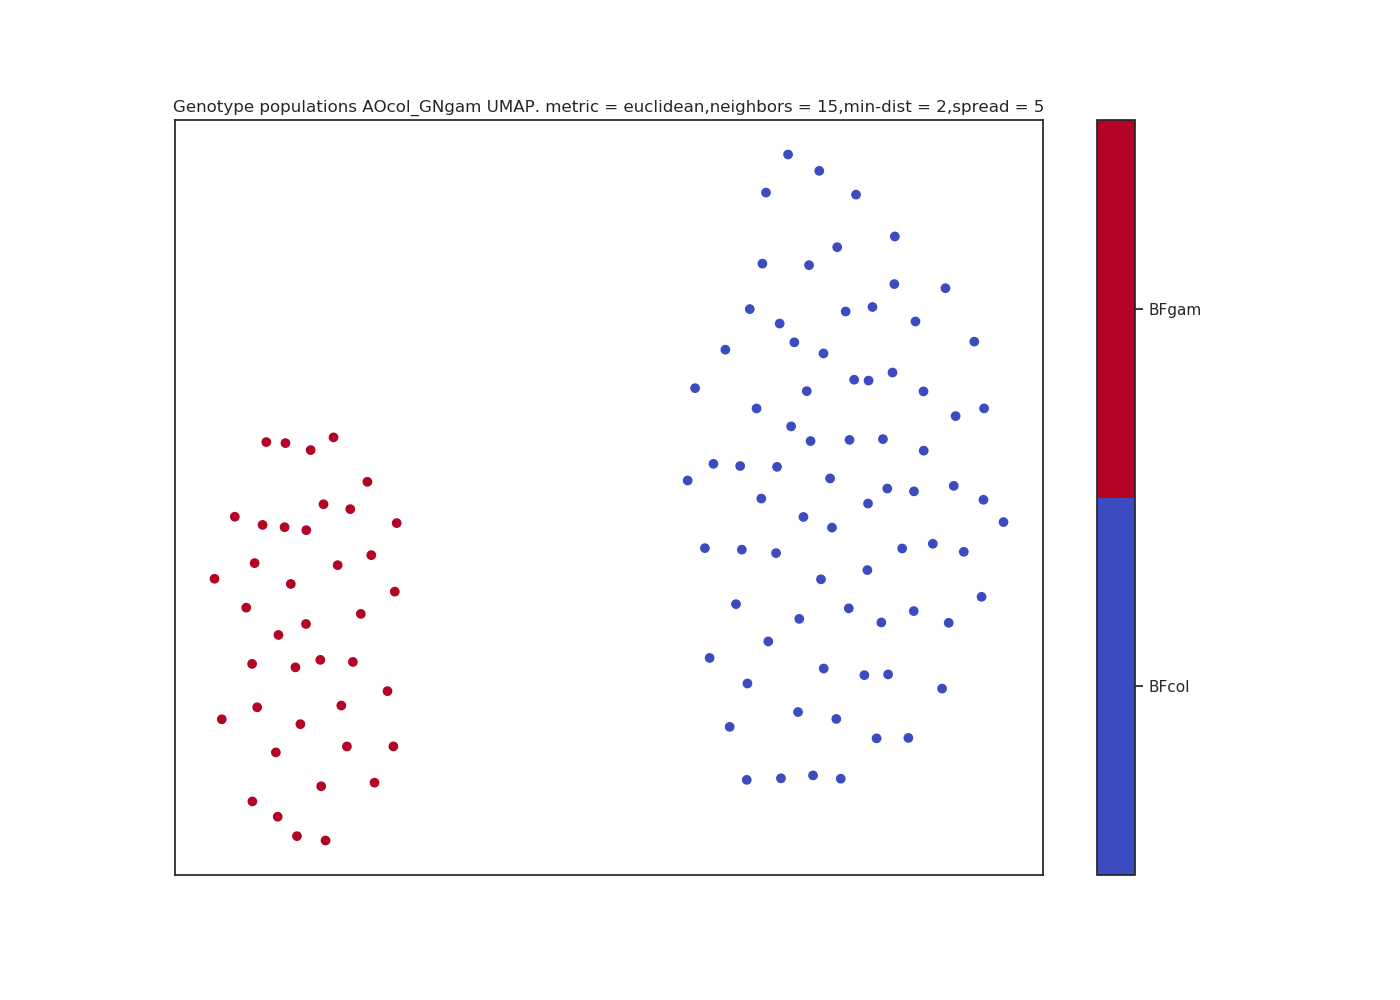 Genotype populations AOcol_GNgam UMAP. metric = euclidean,neighbors = 15,min-dist = 2,spread = 5
BFgam
BFcol